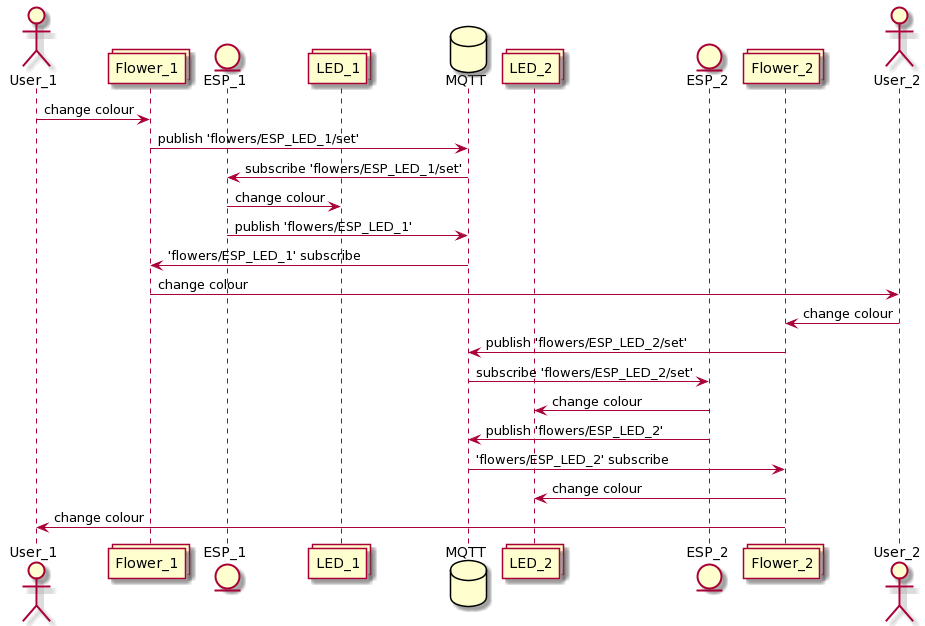 User_1 Flower_1 ESP_1 LED_1 MQTT LED_2 ESP_2 Flower_2 User_2
change colour
publish 'flowers/ESP_LED_1/set'
subscribe 'flowers/ESP_LED_1/set'
change colour
publish 'flowers/ESP_LED_1'
'flowers/ESP_LED_1' subscribe
change colour
change colour
publish 'flowers/ESP_LED_2/set'
subscribe 'flowers/ESP_LED_2/set'
change colour
publish 'flowers/ESP_LED_2'
'flowers/ESP_LED_2' subscribe
change colour
change colour
User_1 Flower_1 ESP_1 LED_1 MQTT LED_2 ESP_2 Flower_2 User_2